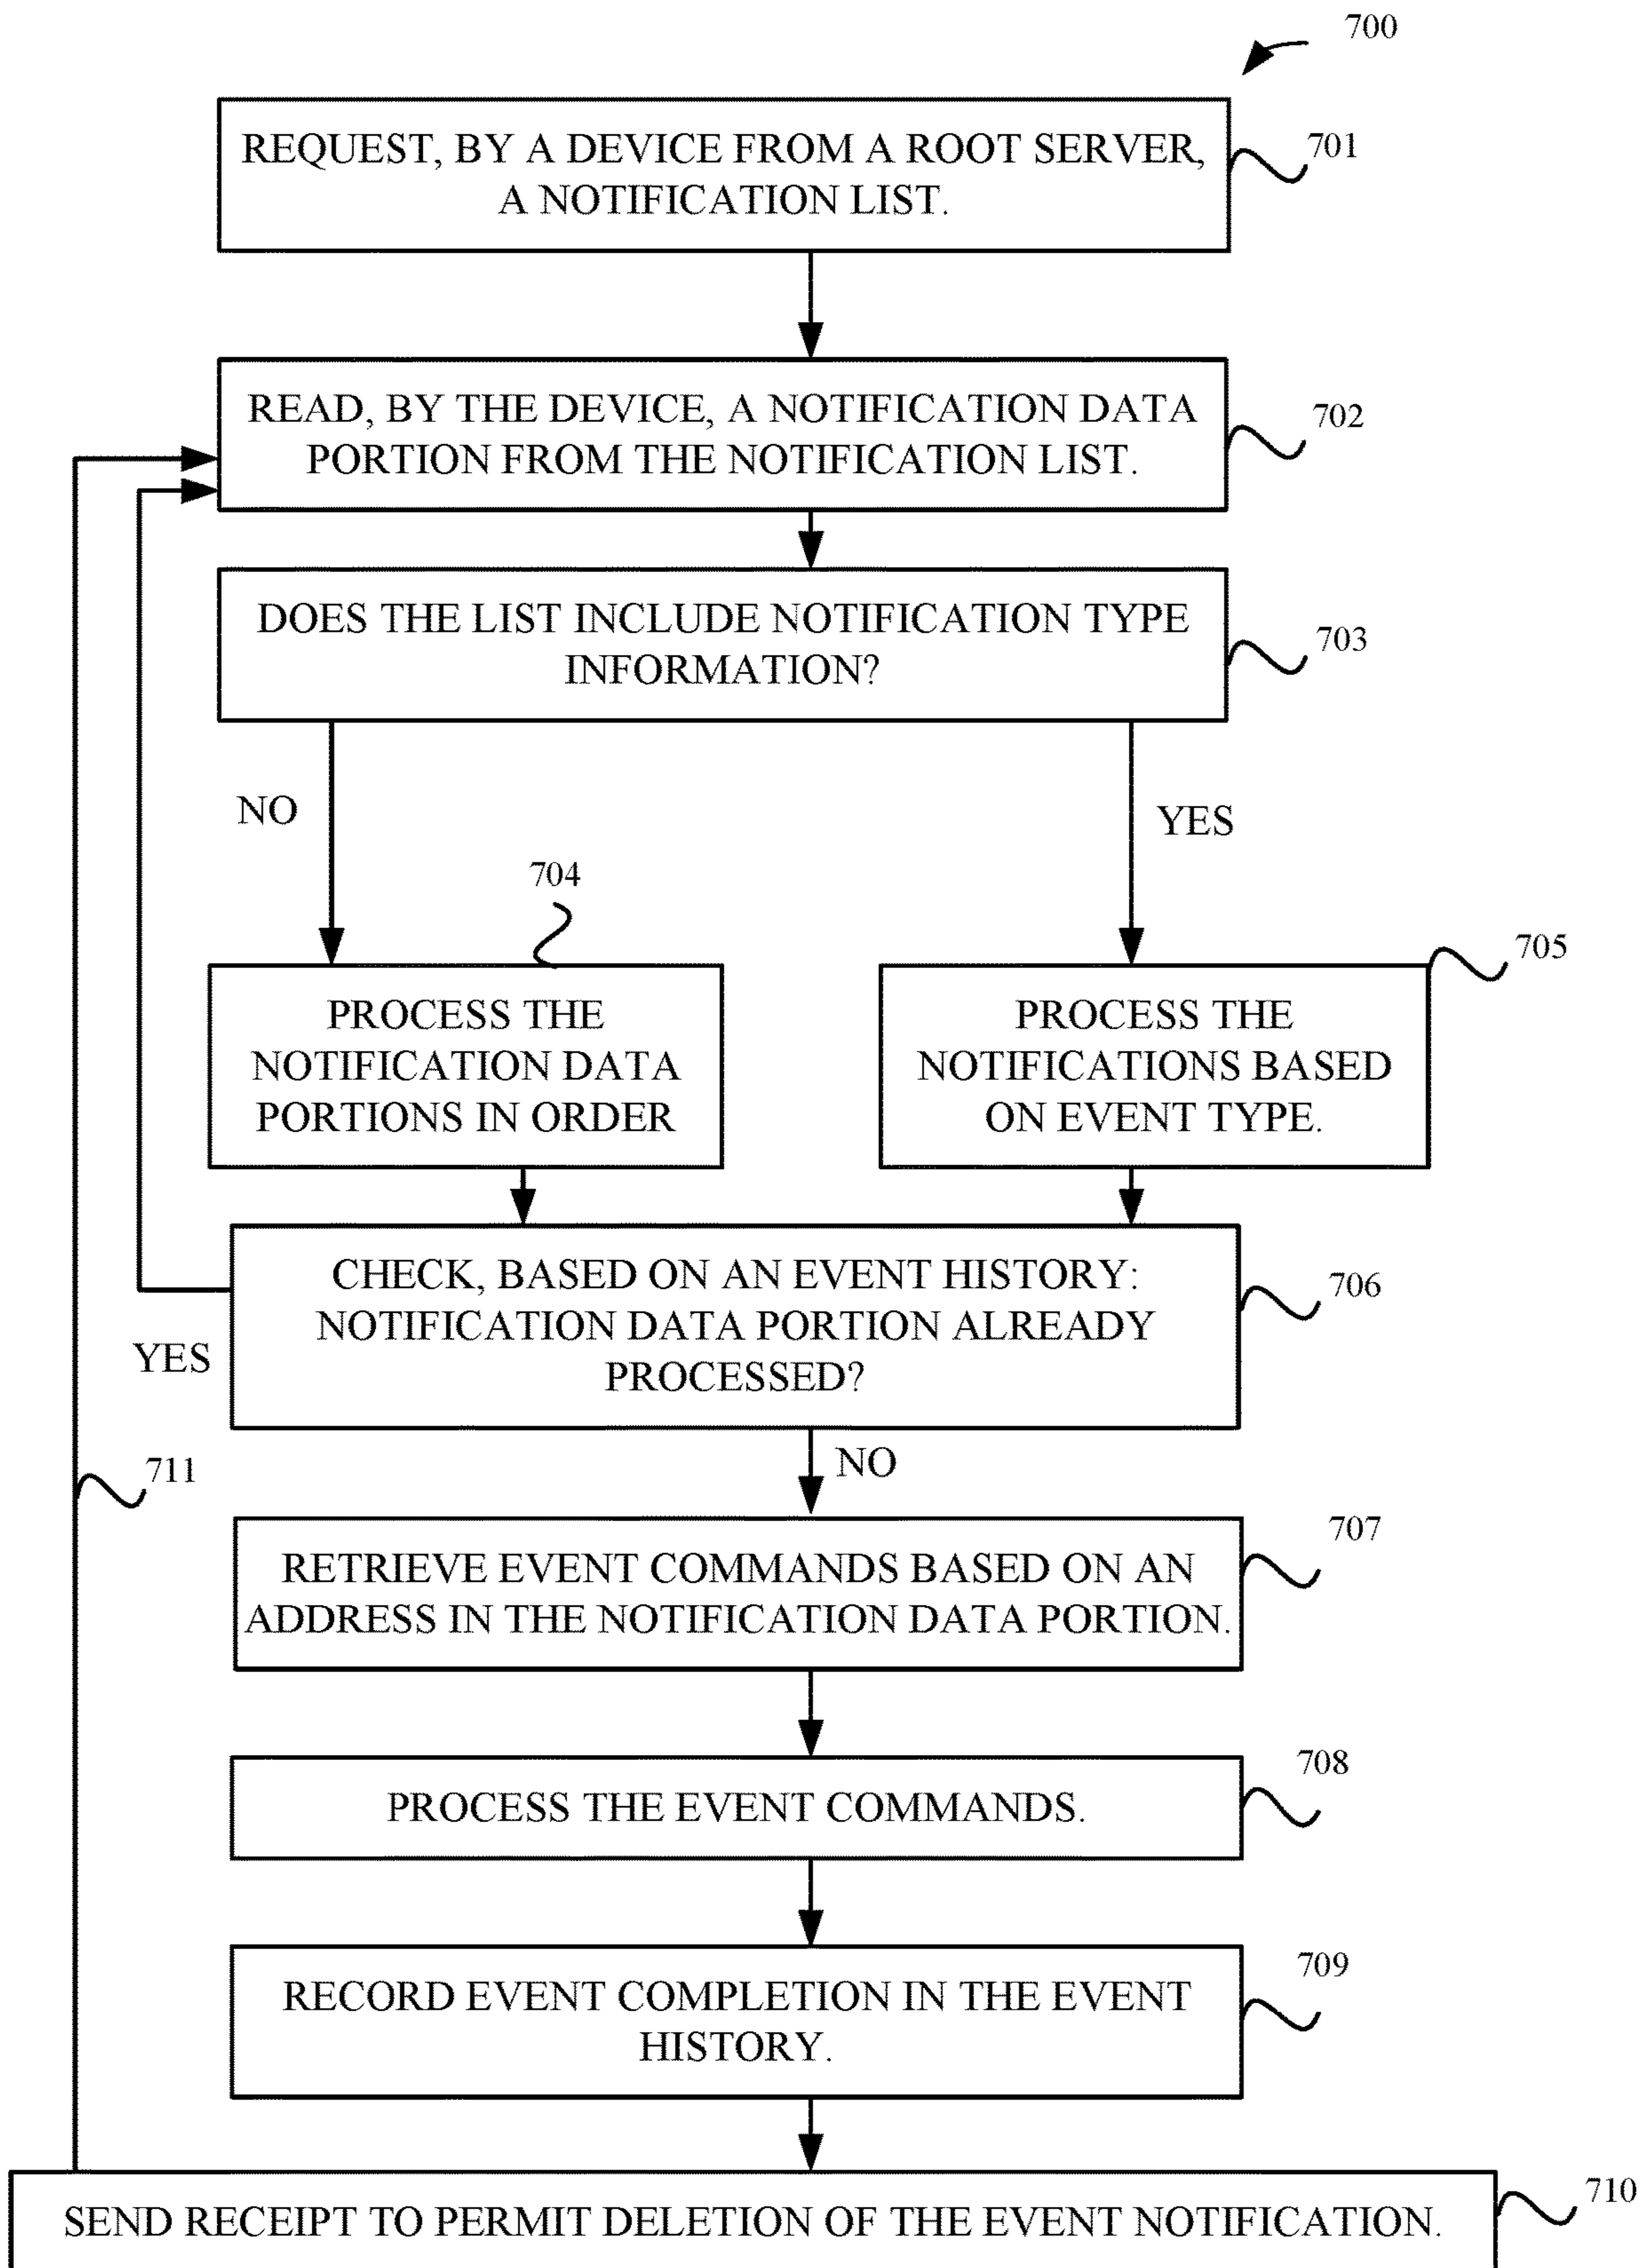 700
REQUEST, BY A DEVICE FROM A ROOT SERVER,
A NOTIFICATION LIST.
701
READ, BY THE DEVICE, A NOTIFICATION DATA
PORTION FROM THE NOTIFICATION LIST.
702
DOES THE LIST INCLUDE NOTIFICATION TYPE
INFORMATION?
703
NO
YES
704
705
PROCESS THE
NOTIFICATION DATA
PORTIONS IN ORDER
PROCESS THE
NOTIFICATIONS BASED
ON EVENT TYPE.
CHECK, BASED ON AN EVENT HISTORY:
NOTIFICATION DATA PORTION ALREADY
PROCESSED?
706
YES
NO
711
RETRIEVE EVENT COMMANDS BASED ON AN
ADDRESS IN THE NOTIFICATION DATA PORTION.
707
PROCESS THE EVENT COMMANDS.
708
RECORD EVENT COMPLETION IN THE EVENT
HISTORY.
709
SEND RECEIPT TO PERMIT DELETION OF THE EVENT NOTIFICATION.
710